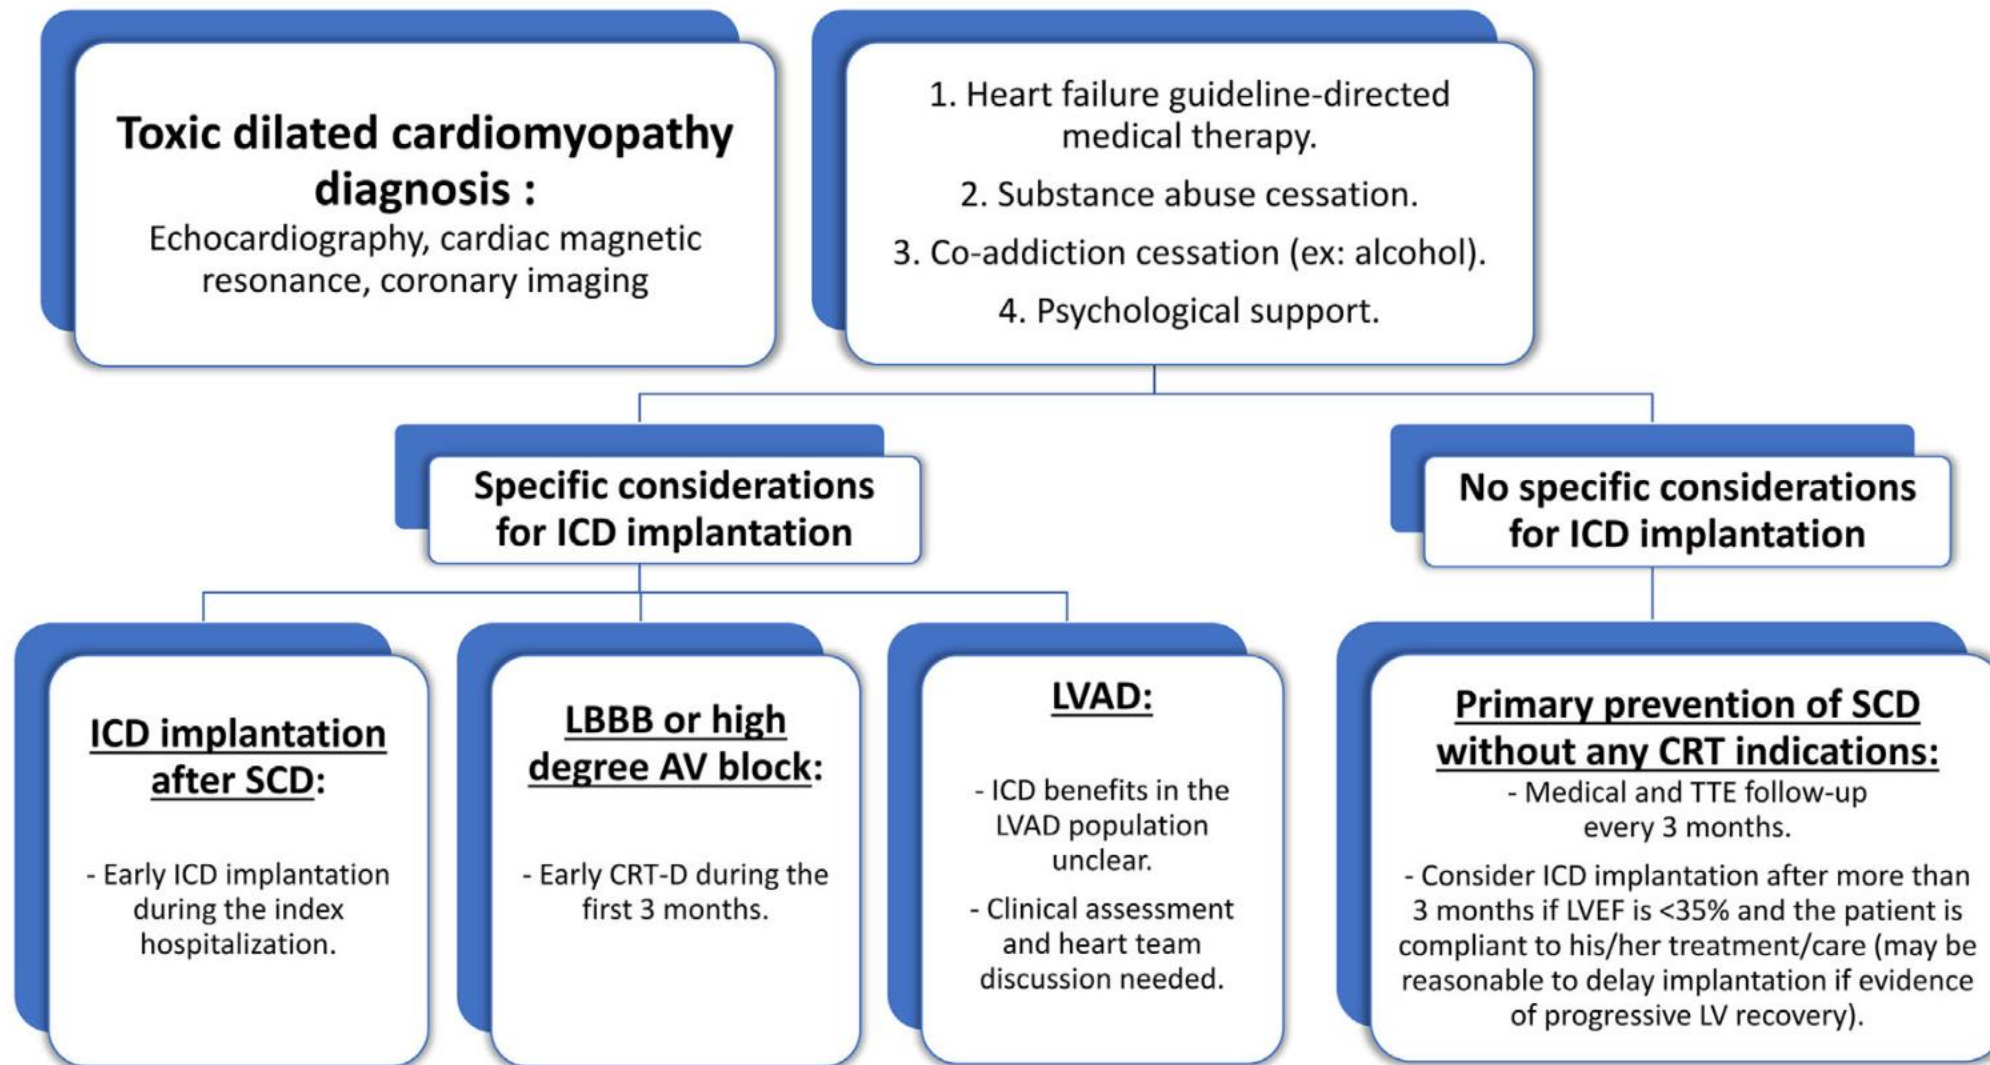 Toxic dilated cardiomyopathy
diagnosis :
Echocardiography, cardiac magnetic
resonance, coronary imaging
1. Heart failure guideline-directed
medical therapy.
2. Substance abuse cessation.
3. Co-addiction cessation (ex: alcohol).
4. Psychological support.
Specific considerations
for ICD implantation
No specific considerations
for ICD implantation
ICD implantation
after SCD:
- Early ICD implantation
during the index
hospitalization.
LBBB or high
degree AV block:
- Early CRT-D during the
first 3 months.
LVAD:
- ICD benefits in the
LVAD population
unclear.
- Clinical assessment
and heart team
discussion needed.
Primary prevention of SCD
without any CRT indications:
- Medical and TTE follow-up
every 3 months.
- Consider ICD implantation after more than
3 months if LVEF is <35% and the patient is
compliant to his/her treatment/care (may be
reasonable to delay implantation if evidence
of progressive LV recovery).